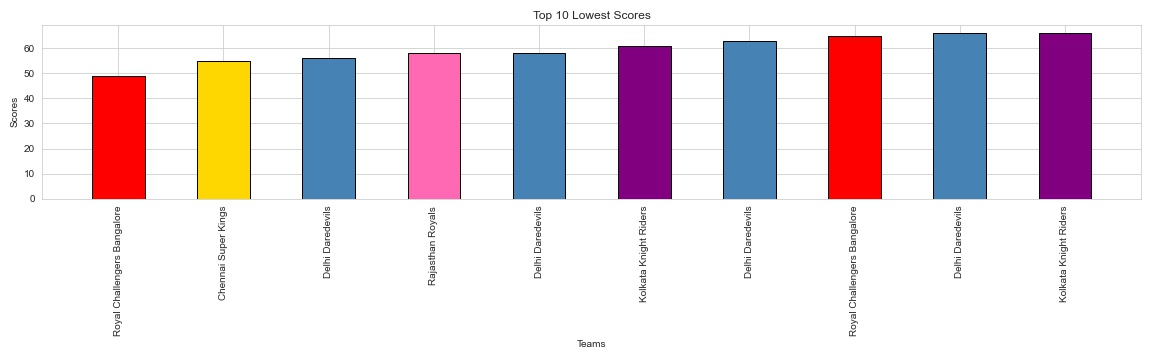 Top 10 Lowest Scores
Scores
60
50
40
30
20
10
0
Royal Challengers Bangalore
Chennai Super Kings
Delhi Daredevils
Rajasthan Royals
Delhi Daredevils
Kolkata Knight Riders
Delhi Daredevils
Royal Challengers Bangalore
Delhi Daredevils
Kolkata Knight Riders
Teams